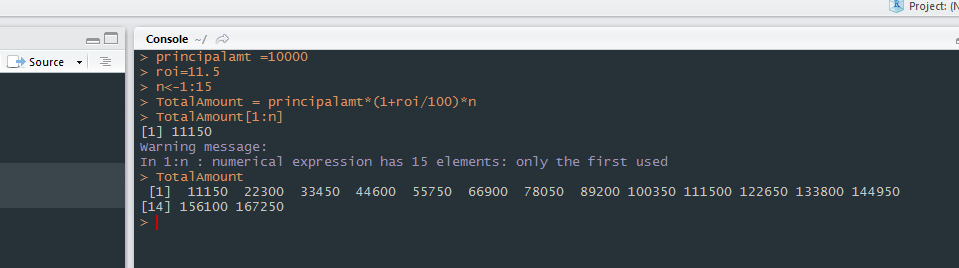 Project: (N
Console ~/
Source
> principalamt =10000
> roi=11.5
> n<-1:15
> TotalAmount = principalamt*(1+roi/100)*n
> TotalAmount[1:n]
[1] 11150
Warning message:
In 1:n : numerical expression has 15 elements: only the first used
> TotalAmount
[1] 11150 22300 33450 44600 55750 66900 78050 89200 100350 111500 122650 133800 144950
[14] 156100 167250
>